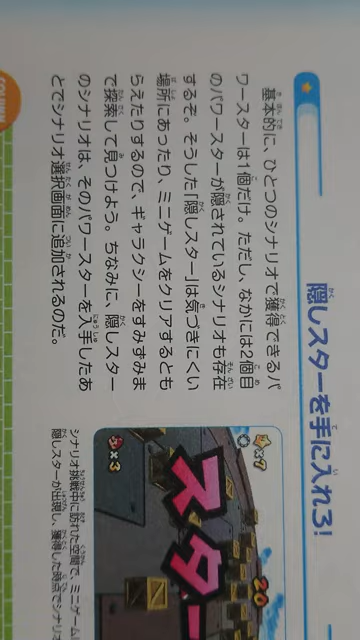 隠しスターを手に入れろ!
基本的に、ひとつのシナリオで獲得できるパ
ワースターは1個だけ。ただし、なかには2個目
のパワースターが隠されているシナリオも存在
するぞ。そうした「隠しスター」は気づきにくい
場所にあったり、ミニゲームをクリアするとも
らえたりするので、ギャラクシーをすみずみま
で探索して見つけよう。ちなみに、隠しスター
のシナリオは、そのパワースターを入手したあ
とでシナリオ選択画面に追加されるのだ。
×7
20
×3
スター
シナリオ挑戦中に訪れた空間で、ミニゲーム
隠しスターが出現し、獲得した時点でシナリオ
COLUMN